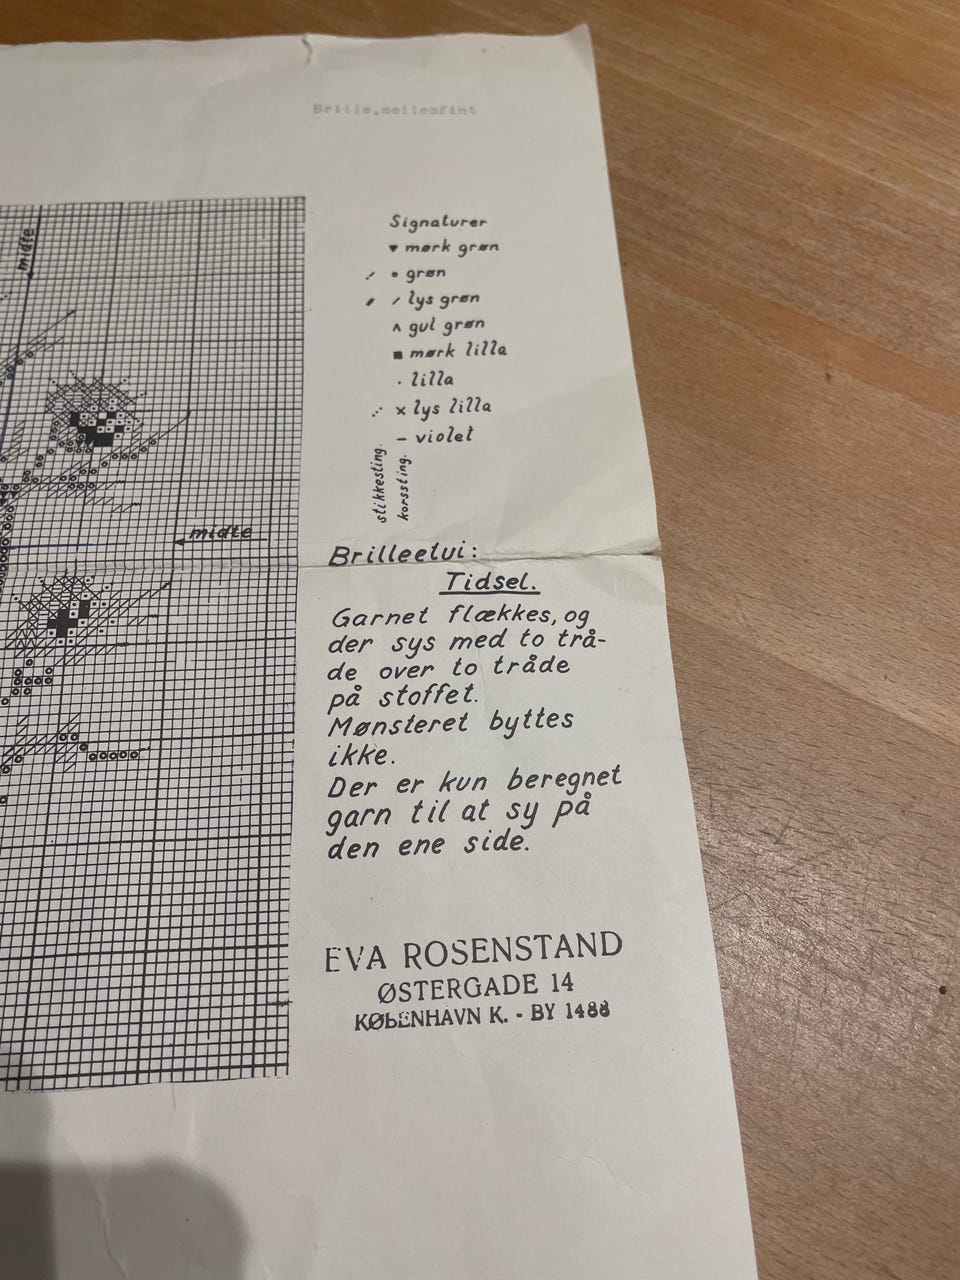 Brille,mellemfint
midte
Signaturer
mørk grøn
grøn
lys grøn
gul grøn
mørk lilla
lilla
lys lilla
violet
stikkesting.
korssting.
midte
Brilleetui:
Tidsel.
Garnet flækkes, og
der sys med to trå-
de over to tråde
på stoffet.
Mønsteret byttes
ikke.
Der er kun beregnet
garn til at sy på
den ene side.
EVA ROSENSTAND
ØSTERGADE 14
KØBENHAVN K. - BY 1488